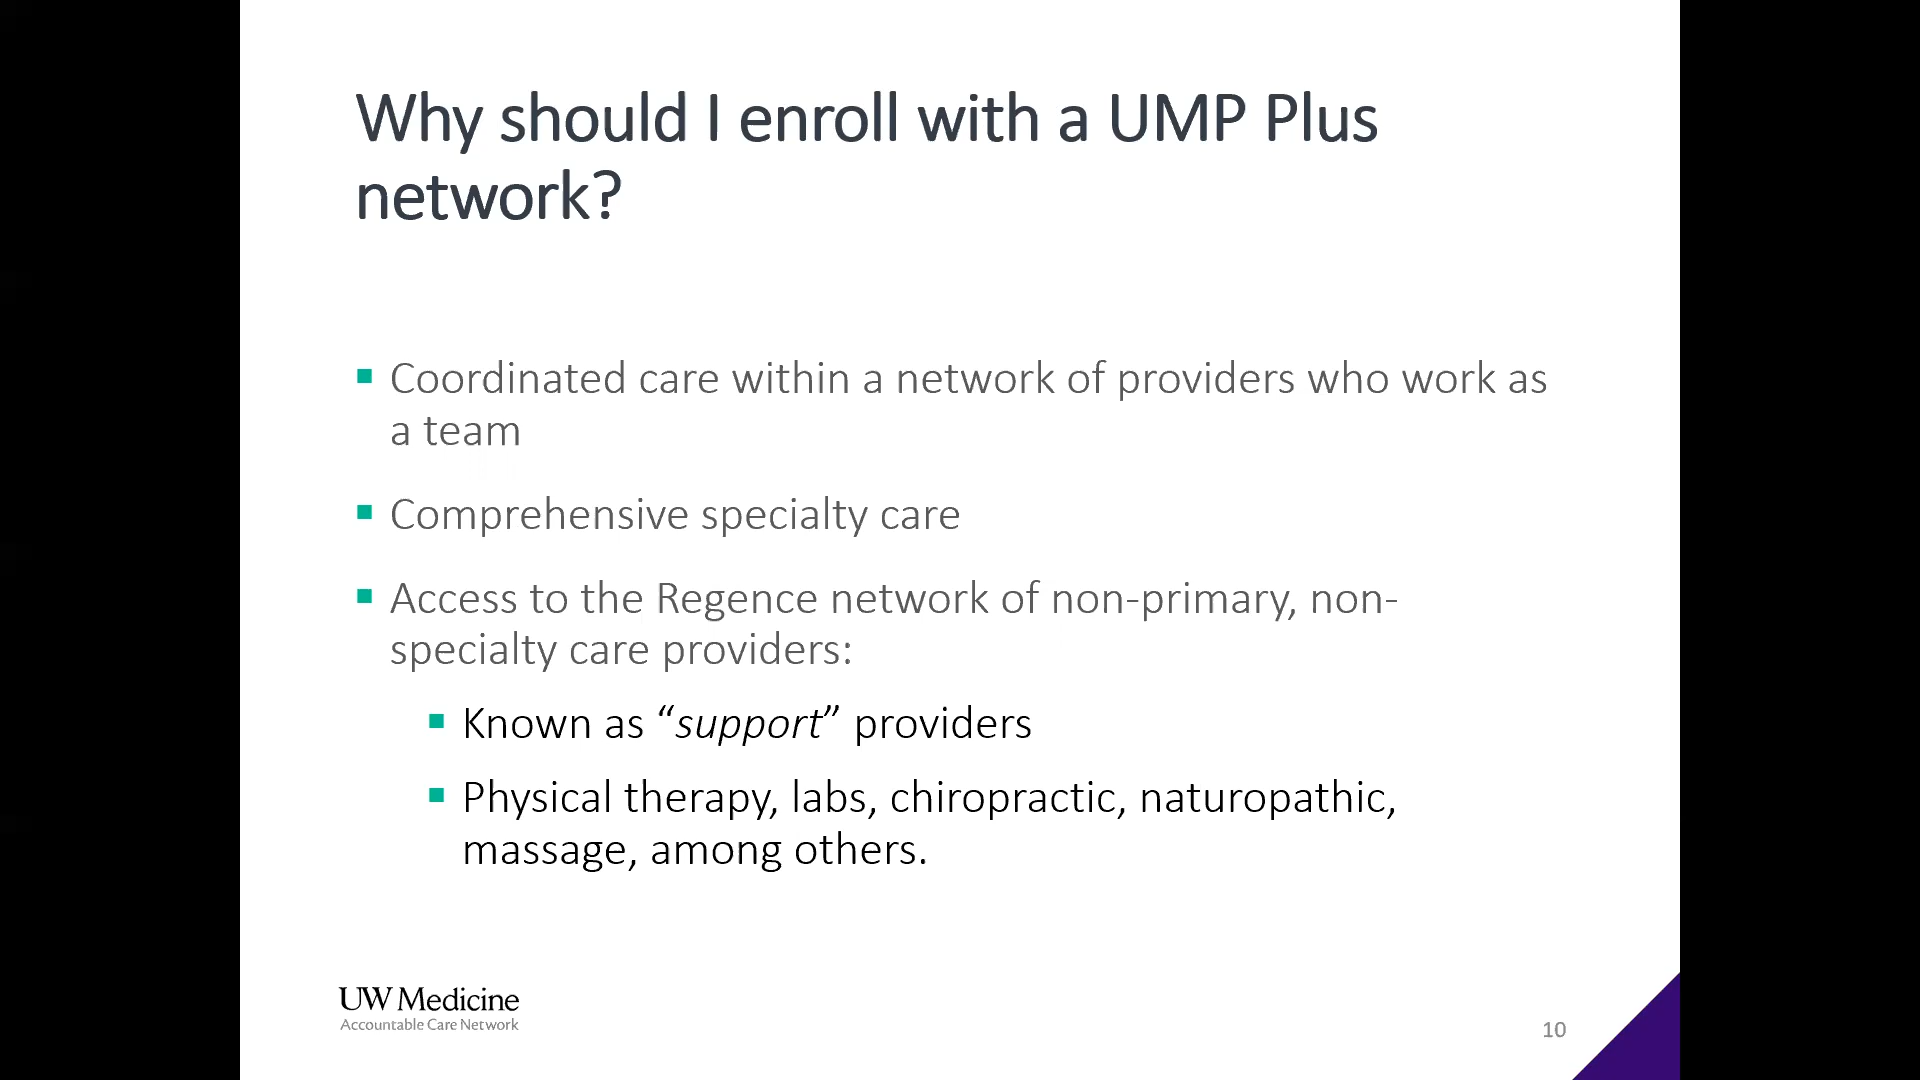 Why should I enroll with a UMP Plus
network?
▪ Coordinated care within a network of providers who work as
a team
▪ Comprehensive specialty care
▪ Access to the Regence network of non-primary, non-
specialty care providers:
▪ Known as “support” providers
▪ Physical therapy, labs, chiropractic, naturopathic,
massage, among others.
UW Medicine
Accountable Care Network
10